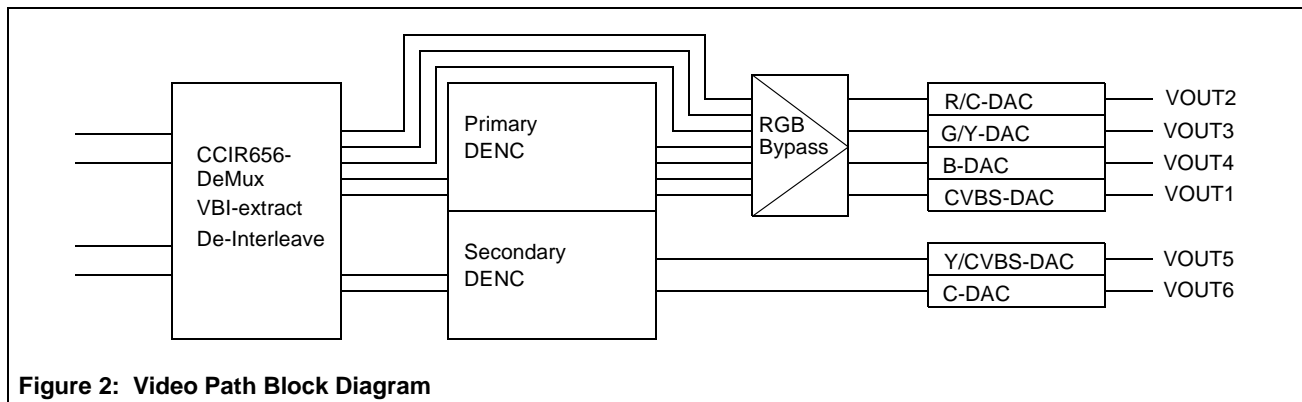 CCIR656-
DeMux
VBI-extract
De-Interleave
Primary
DENC
Secondary
DENC
RGB
Bypass
R/C-DAC
G/Y-DAC
B-DAC
CVBS-DAC
Y/CVBS-DAC
C-DAC
VOUT2
VOUT3
VOUT4
VOUT1
VOUT5
VOUT6
Figure 2: Video Path Block Diagram